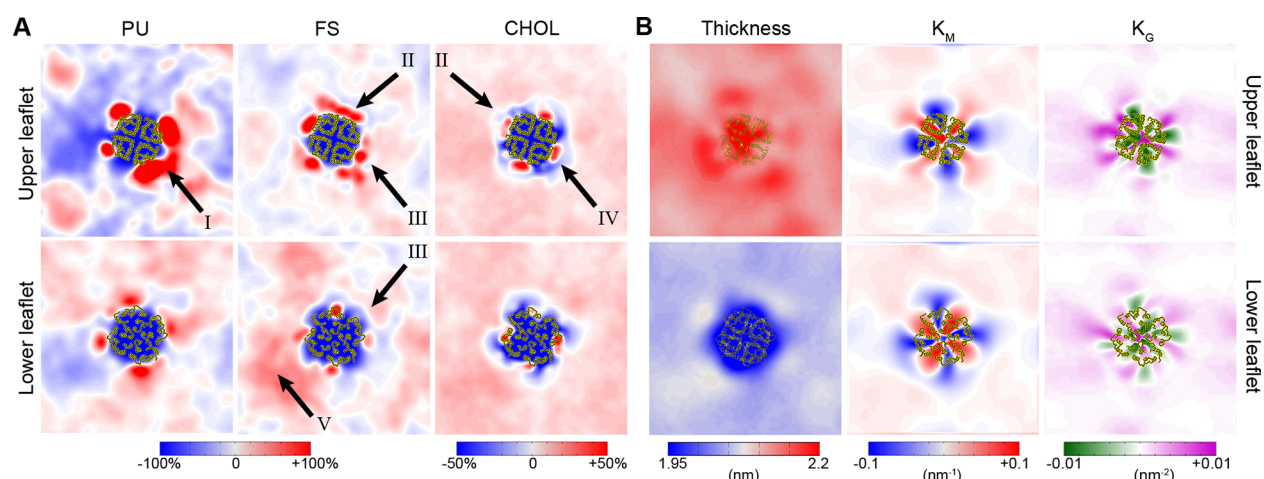 A
PU
FS
CHOL
B
Thickness
KM
KG
Upper leaflet
II
II
I
III
IV
Upper leaflet
Lower leaflet
III
V
Lower leaflet
-100% 0 +100%
-50% 0 +50%
1.95 2.2
(nm)
-0.1 +0.1
(nm-1)
-0.01 +0.01
(nm-2)